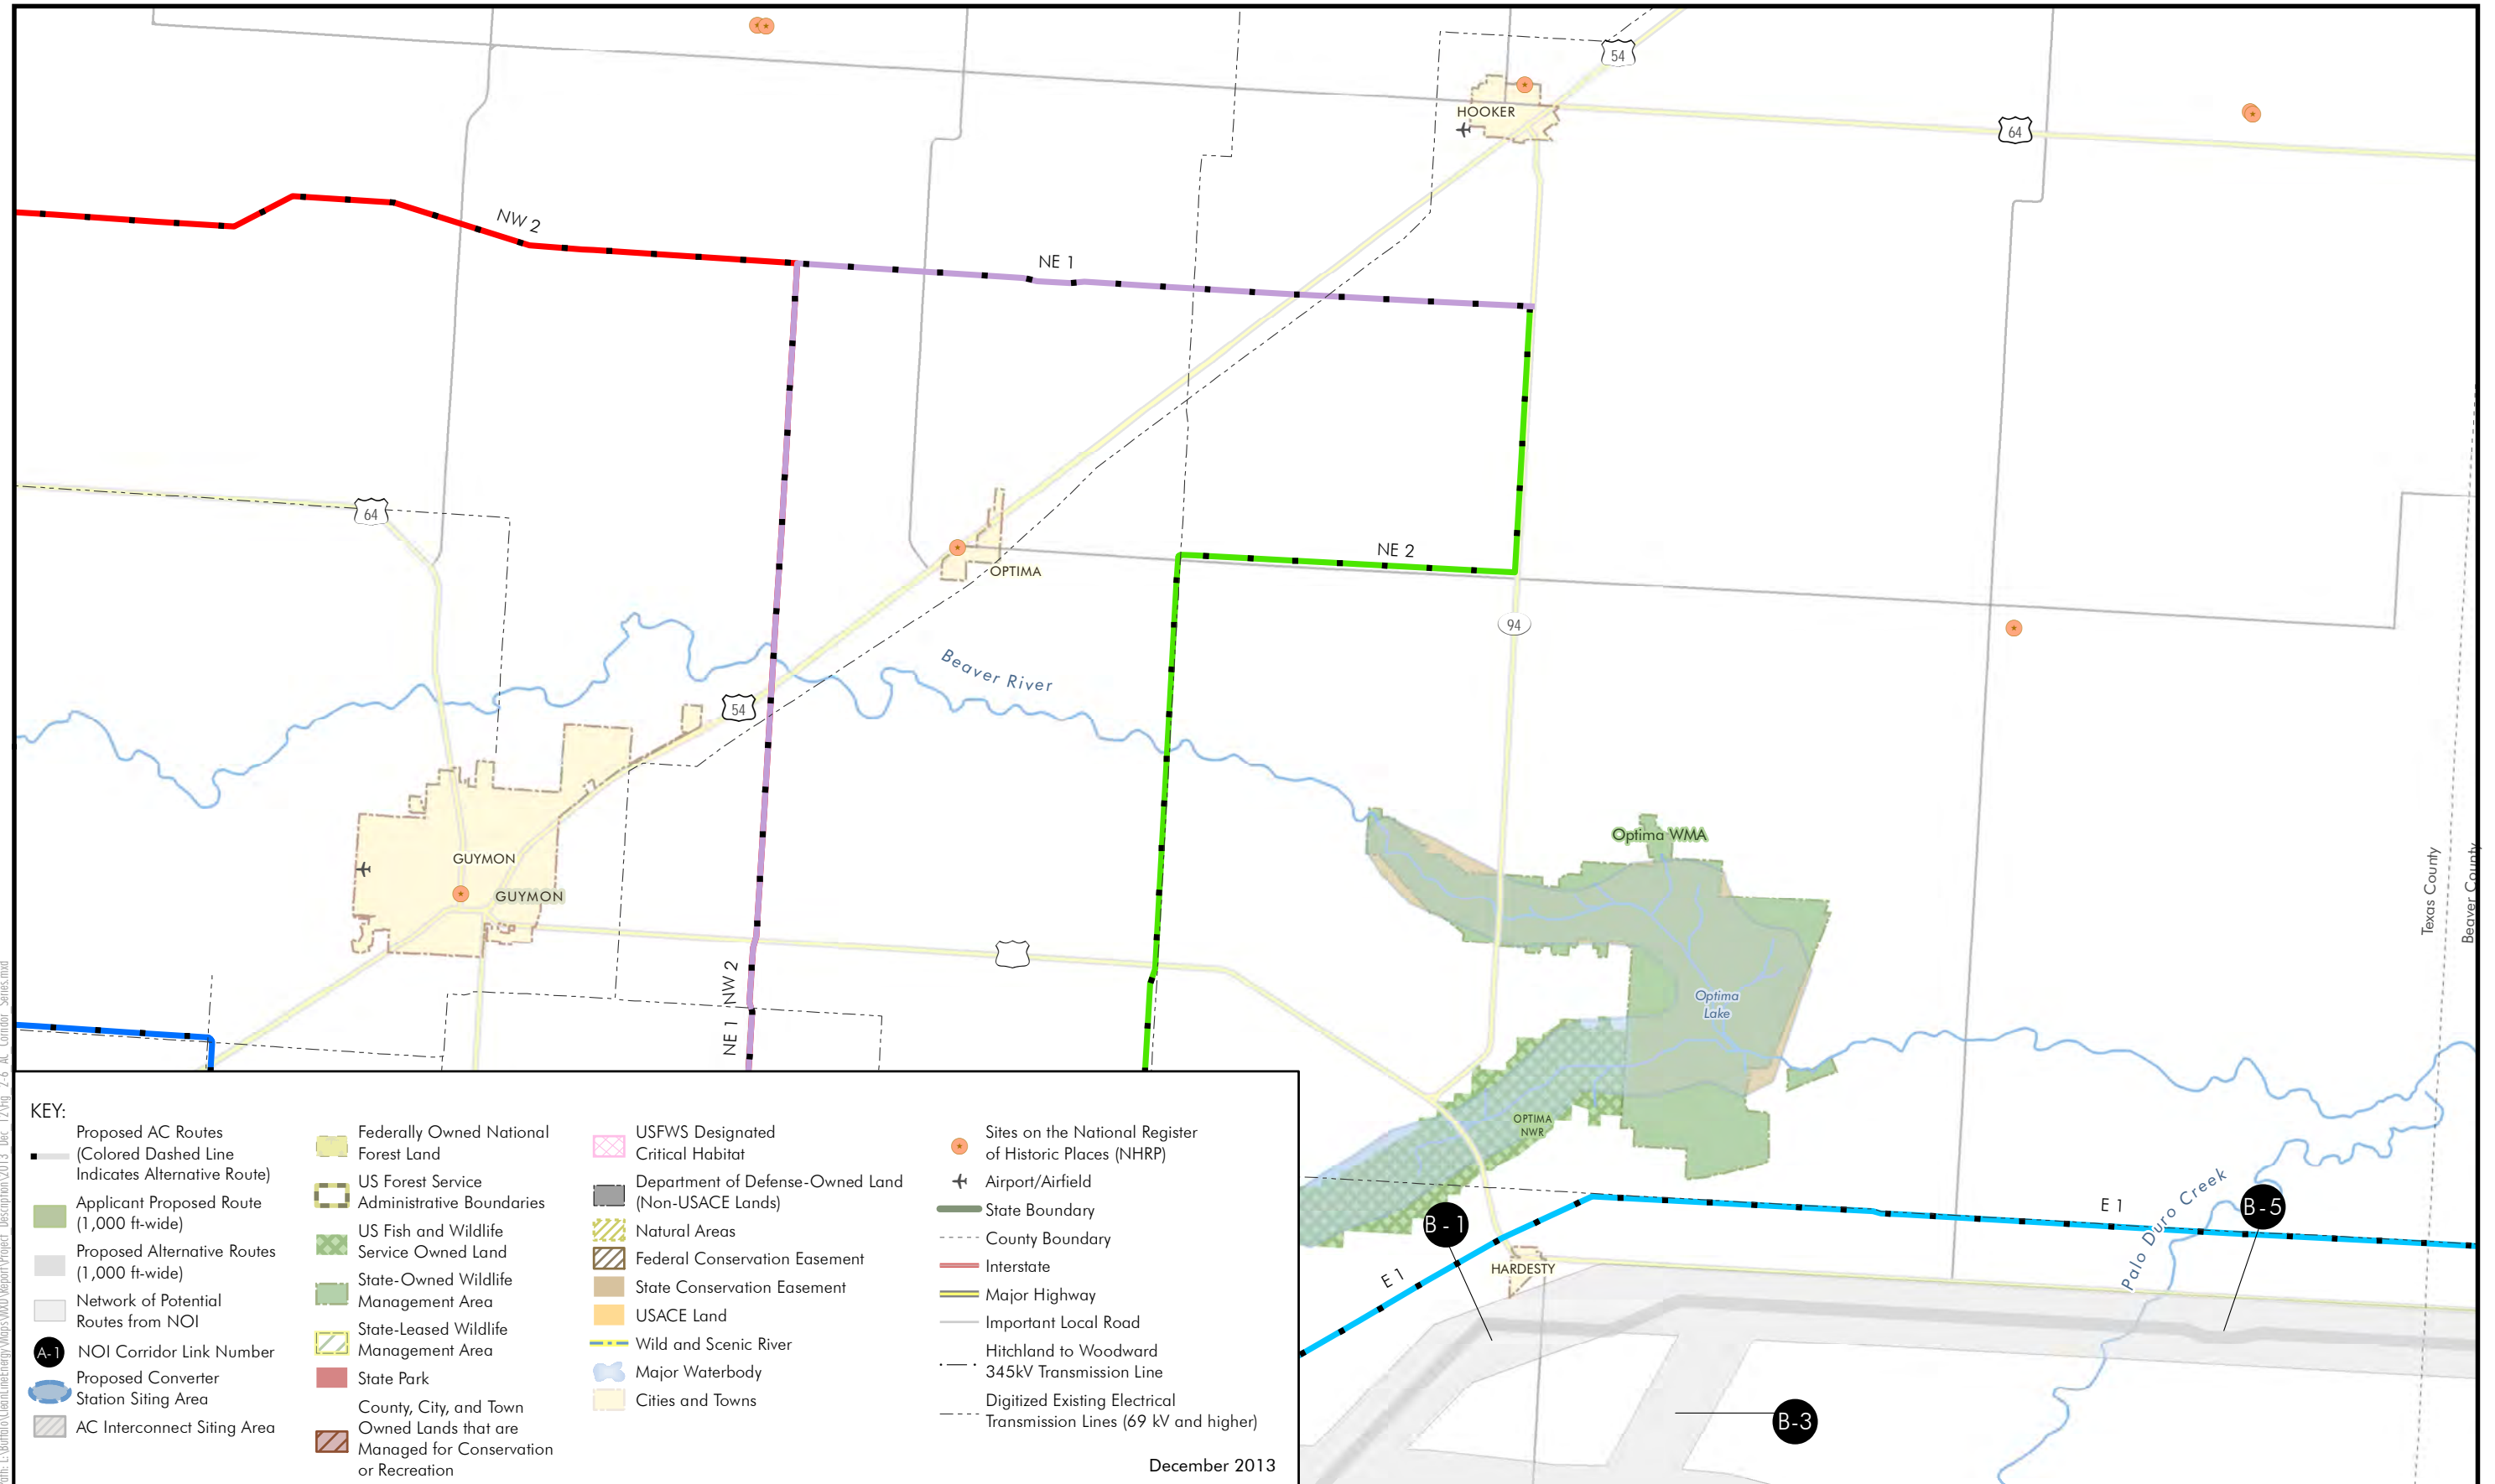 54
HOOKER
64
NW 2
NE 1
64
NE 2
OPTIMA
94
Beaver River
54
Optima WMA
GUYMON
GUYMON
Texas County
Beaver County
NW 2
NE 1
Optima
Lake
OPTIMA
NWR
B-1
E 1
B-5
Palo Duro Creek
HARDESTY
E 1
B-3
KEY:
Proposed AC Routes
(Colored Dashed Line
Indicates Alternative Route)
Applicant Proposed Route
(1,000 ft-wide)
Proposed Alternative Routes
(1,000 ft-wide)
Network of Potential
Routes from NOI
A-1
NOI Corridor Link Number
Proposed Converter
Station Siting Area
AC Interconnect Siting Area
Federally Owned National
Forest Land
US Forest Service
Administrative Boundaries
US Fish and Wildlife
Service Owned Land
State-Owned Wildlife
Management Area
State-Leased Wildlife
Management Area
State Park
County, City, and Town
Owned Lands that are
Managed for Conservation
or Recreation
USFWS Designated
Critical Habitat
Department of Defense-Owned Land
(Non-USACE Lands)
Natural Areas
Federal Conservation Easement
State Conservation Easement
USACE Land
Wild and Scenic River
Major Waterbody
Cities and Towns
Sites on the National Register
of Historic Places (NHRP)
Airport/Airfield
State Boundary
County Boundary
Interstate
Major Highway
Important Local Road
Hitchland to Woodward
345kV Transmission Line
Digitized Existing Electrical
Transmission Lines (69 kV and higher)
December 2013